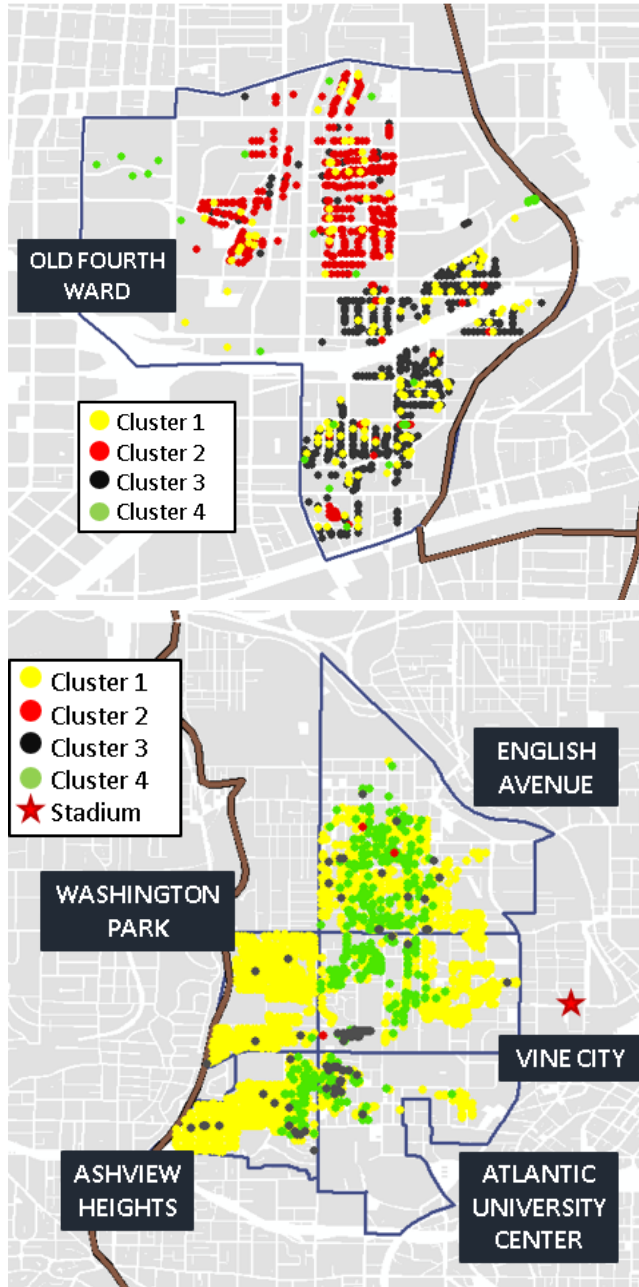 OLD FOURTH
WARD
Cluster 1
Cluster 2
Cluster 3
Cluster 4
Cluster 1
Cluster 2
Cluster 3
Cluster 4
Stadium
ENGLISH
AVENUE
WASHINGTON
PARK
VINE CITY
ASHVIEW
HEIGHTS
ATLANTIC
UNIVERSITY
CENTER